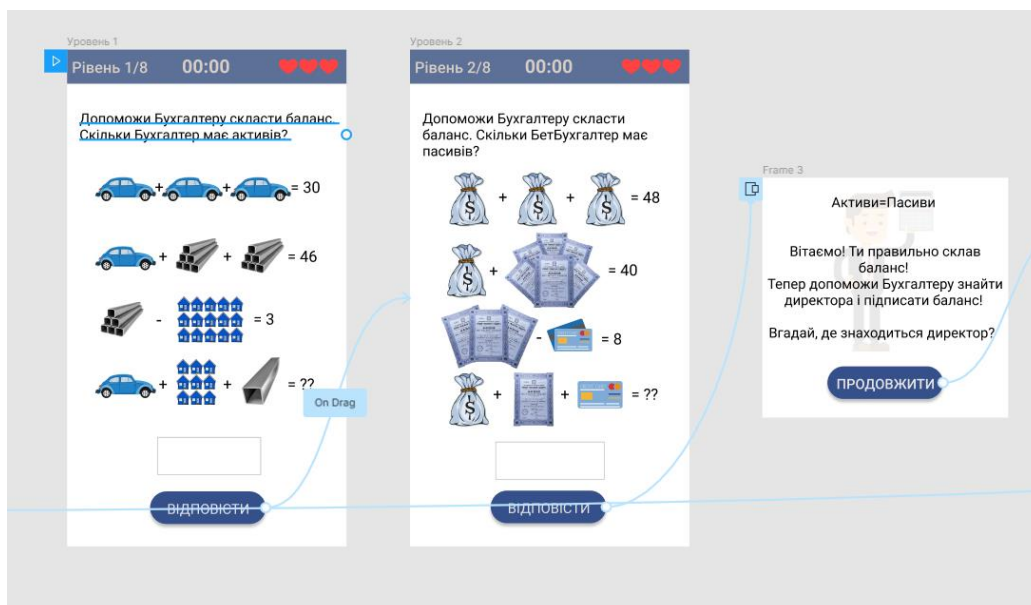 Уровень 1
Рівень 1/8 00:00
Допоможи Бухгалтеру скласти баланс.
Скільки Бухгалтер має активів?
+ + = 30
+ + = 46
- = 3
+ + = ??
On Drag
ВІДПОВІСТИ
Уровень 2
Рівень 2/8 00:00
Допоможи Бухгалтеру скласти
баланс. Скільки БетБухгалтер має
пасивів?
+ + = 48
+ = 40
- = 8
+ + = ??
ВІДПОВІСТИ
Frame 3
Активи=Пасиви
Вітаємо! Ти правильно склав
баланс!
Тепер допоможи Бухгалтеру знайти
директора і підписати баланс!
Вгадай, де знаходиться директор?
ПРОДОВЖИТИ